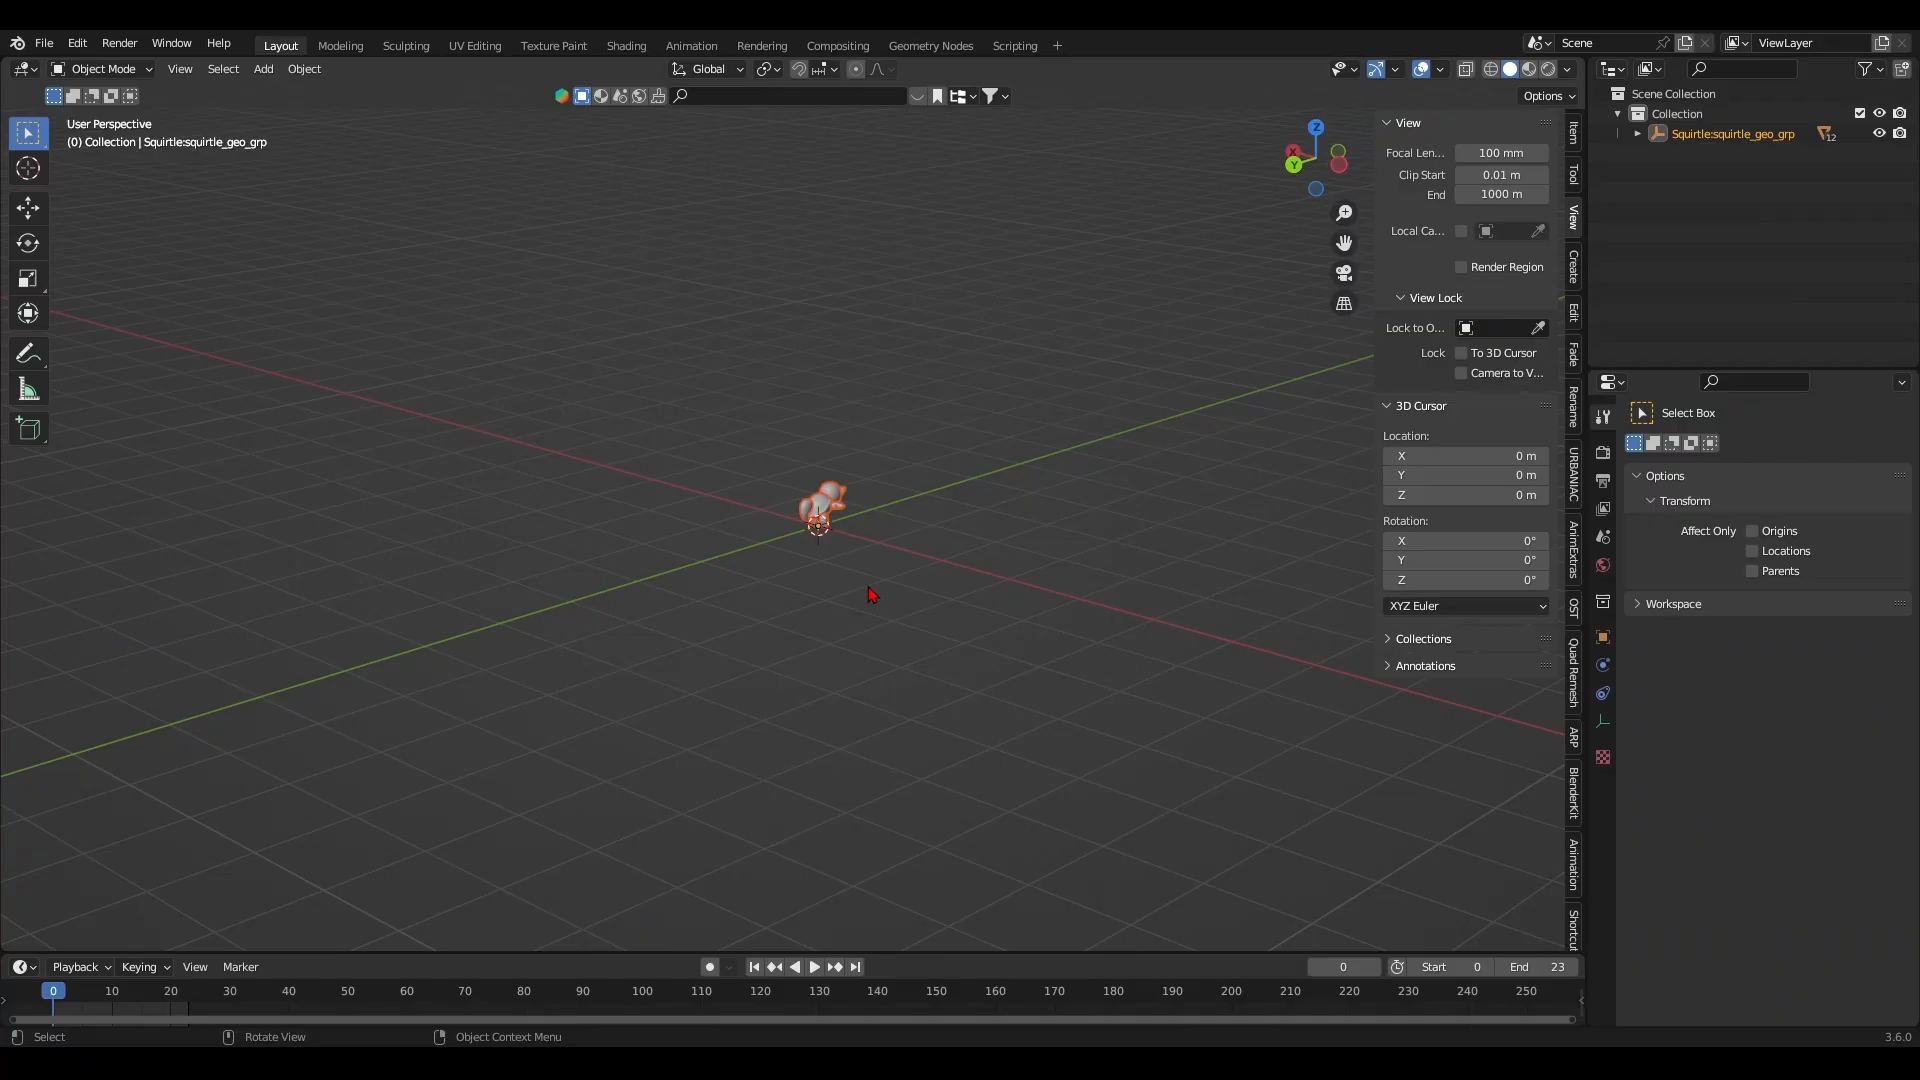 File Edit Render Window Help Layout Modeling Sculpting UV Editing Texture Paint Shading Animation Rendering Compositing Geometry Nodes Scripting + Scene ViewLayer
Object Mode View Select Add Object Global
Options
User Perspective
(0) Collection | Squirtle:squirtle_geo_grp
Z
X
Y
View
Focal Len... 100 mm
Clip Start 0.01 m
End 1000 m
Local Ca...
Render Region
View Lock
Lock to O...
Lock To 3D Cursor
Camera to V...
3D Cursor
Location:
X 0 m
Y 0 m
Z 0 m
Rotation:
X 0°
Y 0°
Z 0°
XYZ Euler
Collections
Annotations
Item
Tool
View
Create
Edit
Fade
Rename
URBANIAC
AnimExtras
OST
Quad Remesh
ARP
BlenderKit
Animation
Shortcut
Scene Collection
Collection
Squirtle:squirtle_geo_grp 12
Select Box
Options
Transform
Affect Only Origins
Locations
Parents
Workspace
Playback Keying View Marker 0 Start 0 End 23
0 10 20 30 40 50 60 70 80 90 100 110 120 130 140 150 160 170 180 190 200 210 220 230 240 250
Select Rotate View Object Context Menu 3.6.0